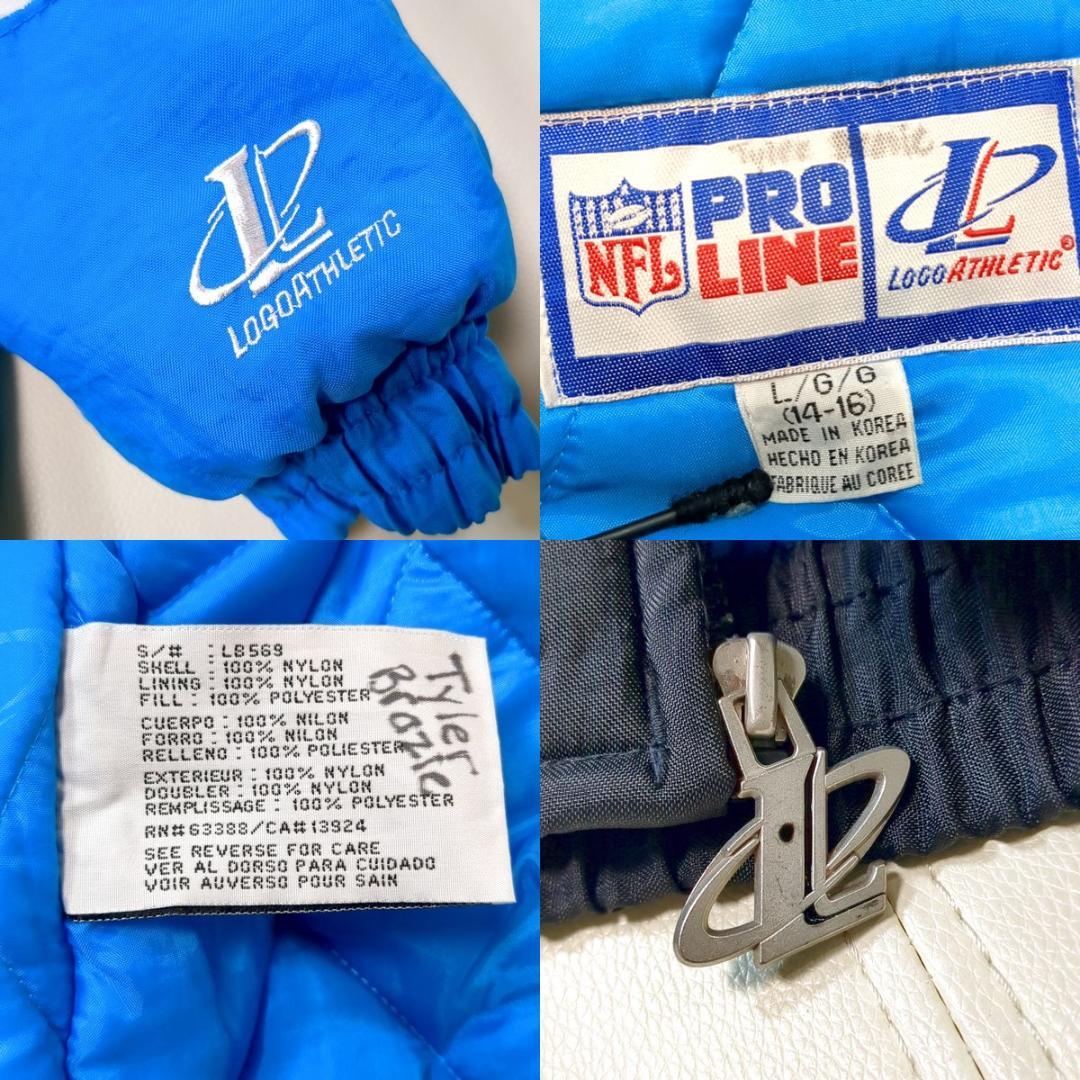 LOGOATHLETIC
NFL
PRO
LINE
LOGOATHLETIC®
L/G/G
(14-16)
MADE IN KOREA
HECHO EN KOREA
FABRIQUE AU COREE
S/# : L8569
SHELL : 100% NYLON
LINING : 100% NYLON
FILL : 100% POLYESTER
CUERPO : 100% NILON
FORRO : 100% NILON
RELLENO : 100% POLIESTER
EXTERIEUR : 100% NYLON
DOUBLER : 100% NYLON
REMPLISSAGE : 100% POLYESTER
RN# 63388/CA# 13924
SEE REVERSE FOR CARE
VER AL DORSO PARA CUIDADO
VOIR AUVERSO POUR SAIN
Tyler
Brazie